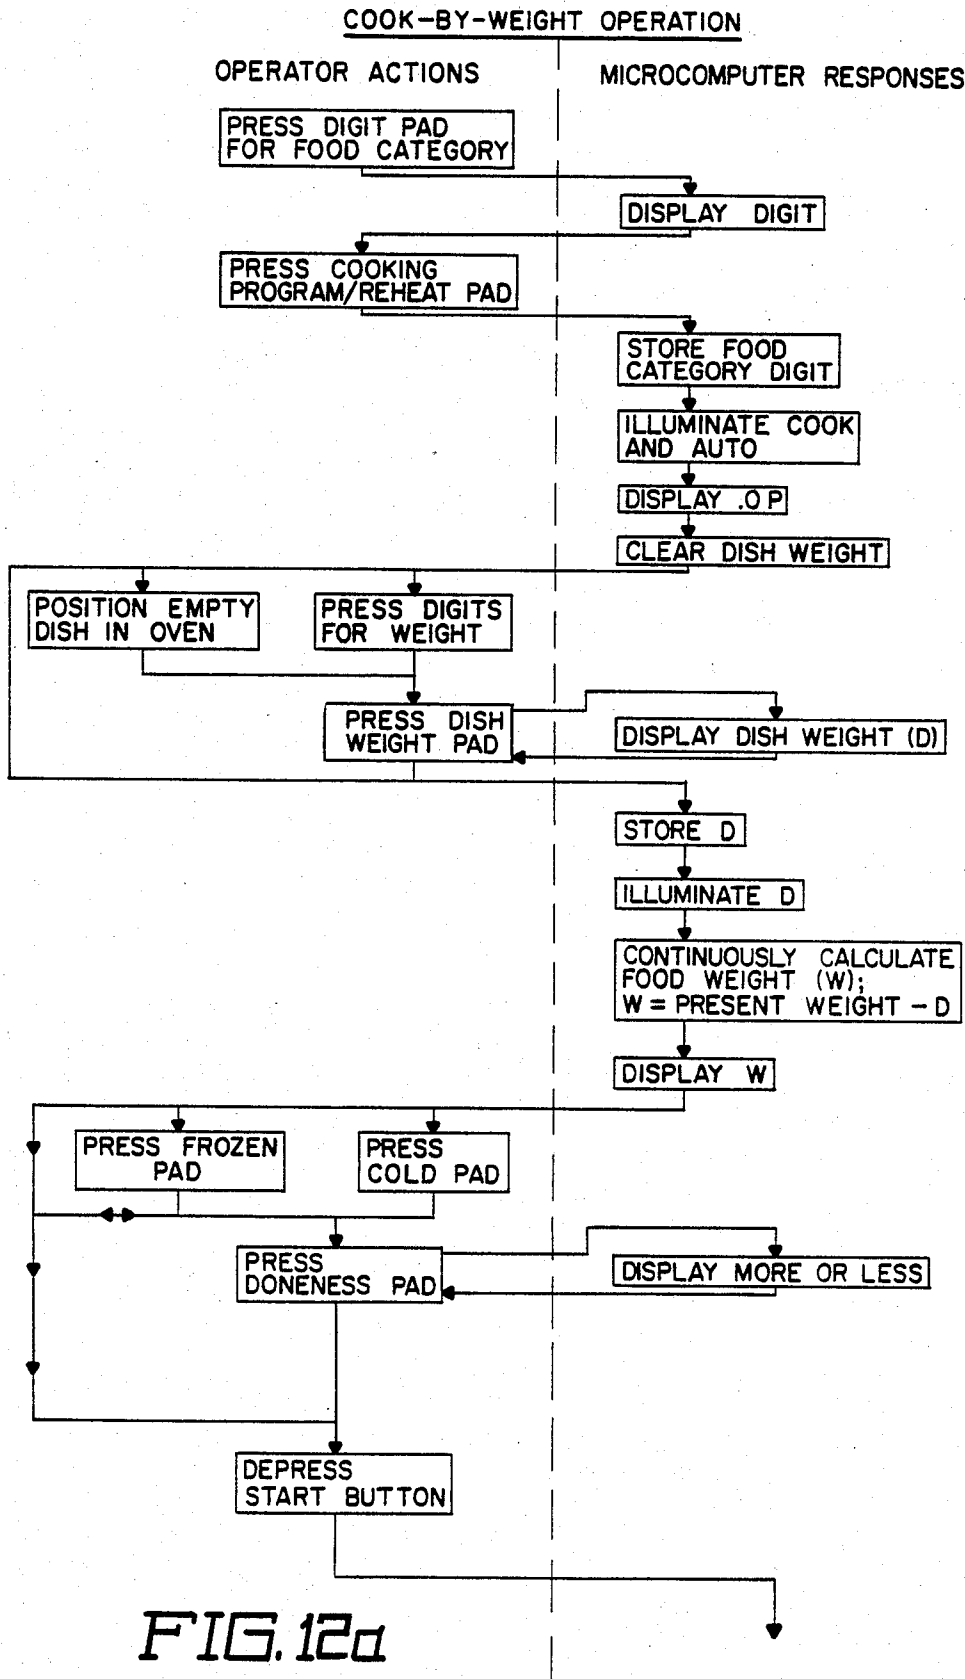 COOK-BY-WEIGHT OPERATION
OPERATOR ACTIONS
MICROCOMPUTER RESPONSES
PRESS DIGIT PAD
FOR FOOD CATEGORY
DISPLAY DIGIT
PRESS COOKING
PROGRAM/REHEAT PAD
STORE FOOD
CATEGORY DIGIT
ILLUMINATE COOK
AND AUTO
DISPLAY .0 P
CLEAR DISH WEIGHT
POSITION EMPTY
DISH IN OVEN
PRESS DIGITS
FOR WEIGHT
PRESS DISH
WEIGHT PAD
DISPLAY DISH WEIGHT (D)
STORE D
ILLUMINATE D
CONTINUOUSLY CALCULATE
FOOD WEIGHT (W);
W = PRESENT WEIGHT - D
DISPLAY W
PRESS FROZEN
PAD
PRESS
COLD PAD
PRESS
DONENESS PAD
DISPLAY MORE OR LESS
DEPRESS
START BUTTON
FIG. 12a